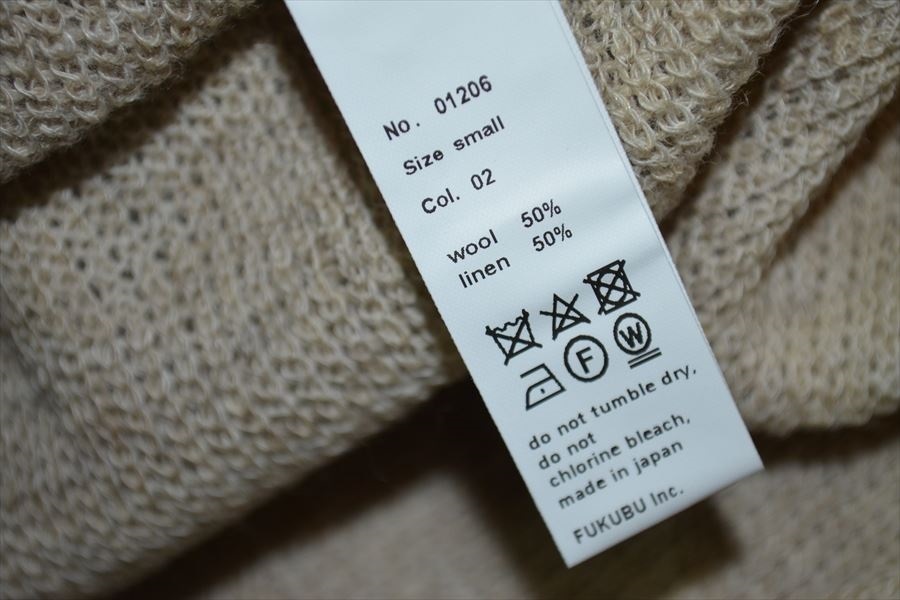 No. 01206
Size small
Col. 02
wool 50%
linen 50%
F W
do not tumble dry,
do not
chlorine bleach,
made in japan
FUKUBU Inc.